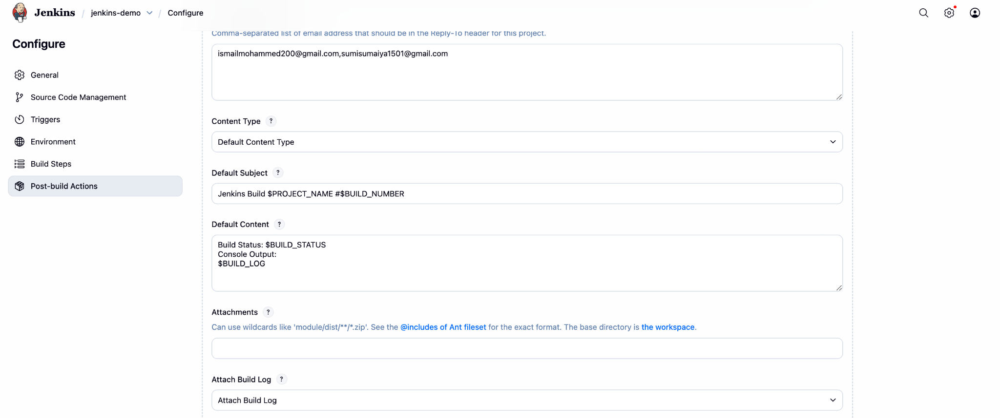 Jenkins / jenkins-demo / Configure
Configure
General
Source Code Management
Triggers
Environment
Build Steps
Post-build Actions
Comma-separated list of email address that should be in the Reply-To header for this project.
ismailmohammed200@gmail.com,sumisumaiya1501@gmail.com
Content Type ?
Default Content Type
Default Subject ?
Jenkins Build $PROJECT_NAME #$BUILD_NUMBER
Default Content ?
Build Status: $BUILD_STATUS
Console Output:
$BUILD_LOG
Attachments ?
Can use wildcards like 'module/dist/**/*.zip'. See the @includes of Ant fileset for the exact format. The base directory is the workspace.
Attach Build Log ?
Attach Build Log